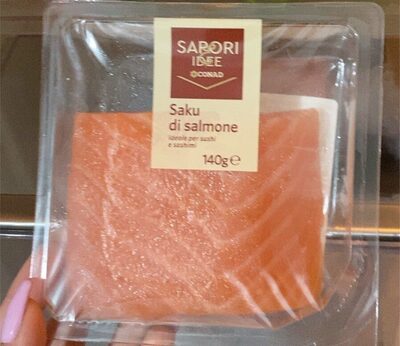 SAPORI
& IDEE
CONAD
Saku
di salmone
ideale per sushi
e sashimi
140g e